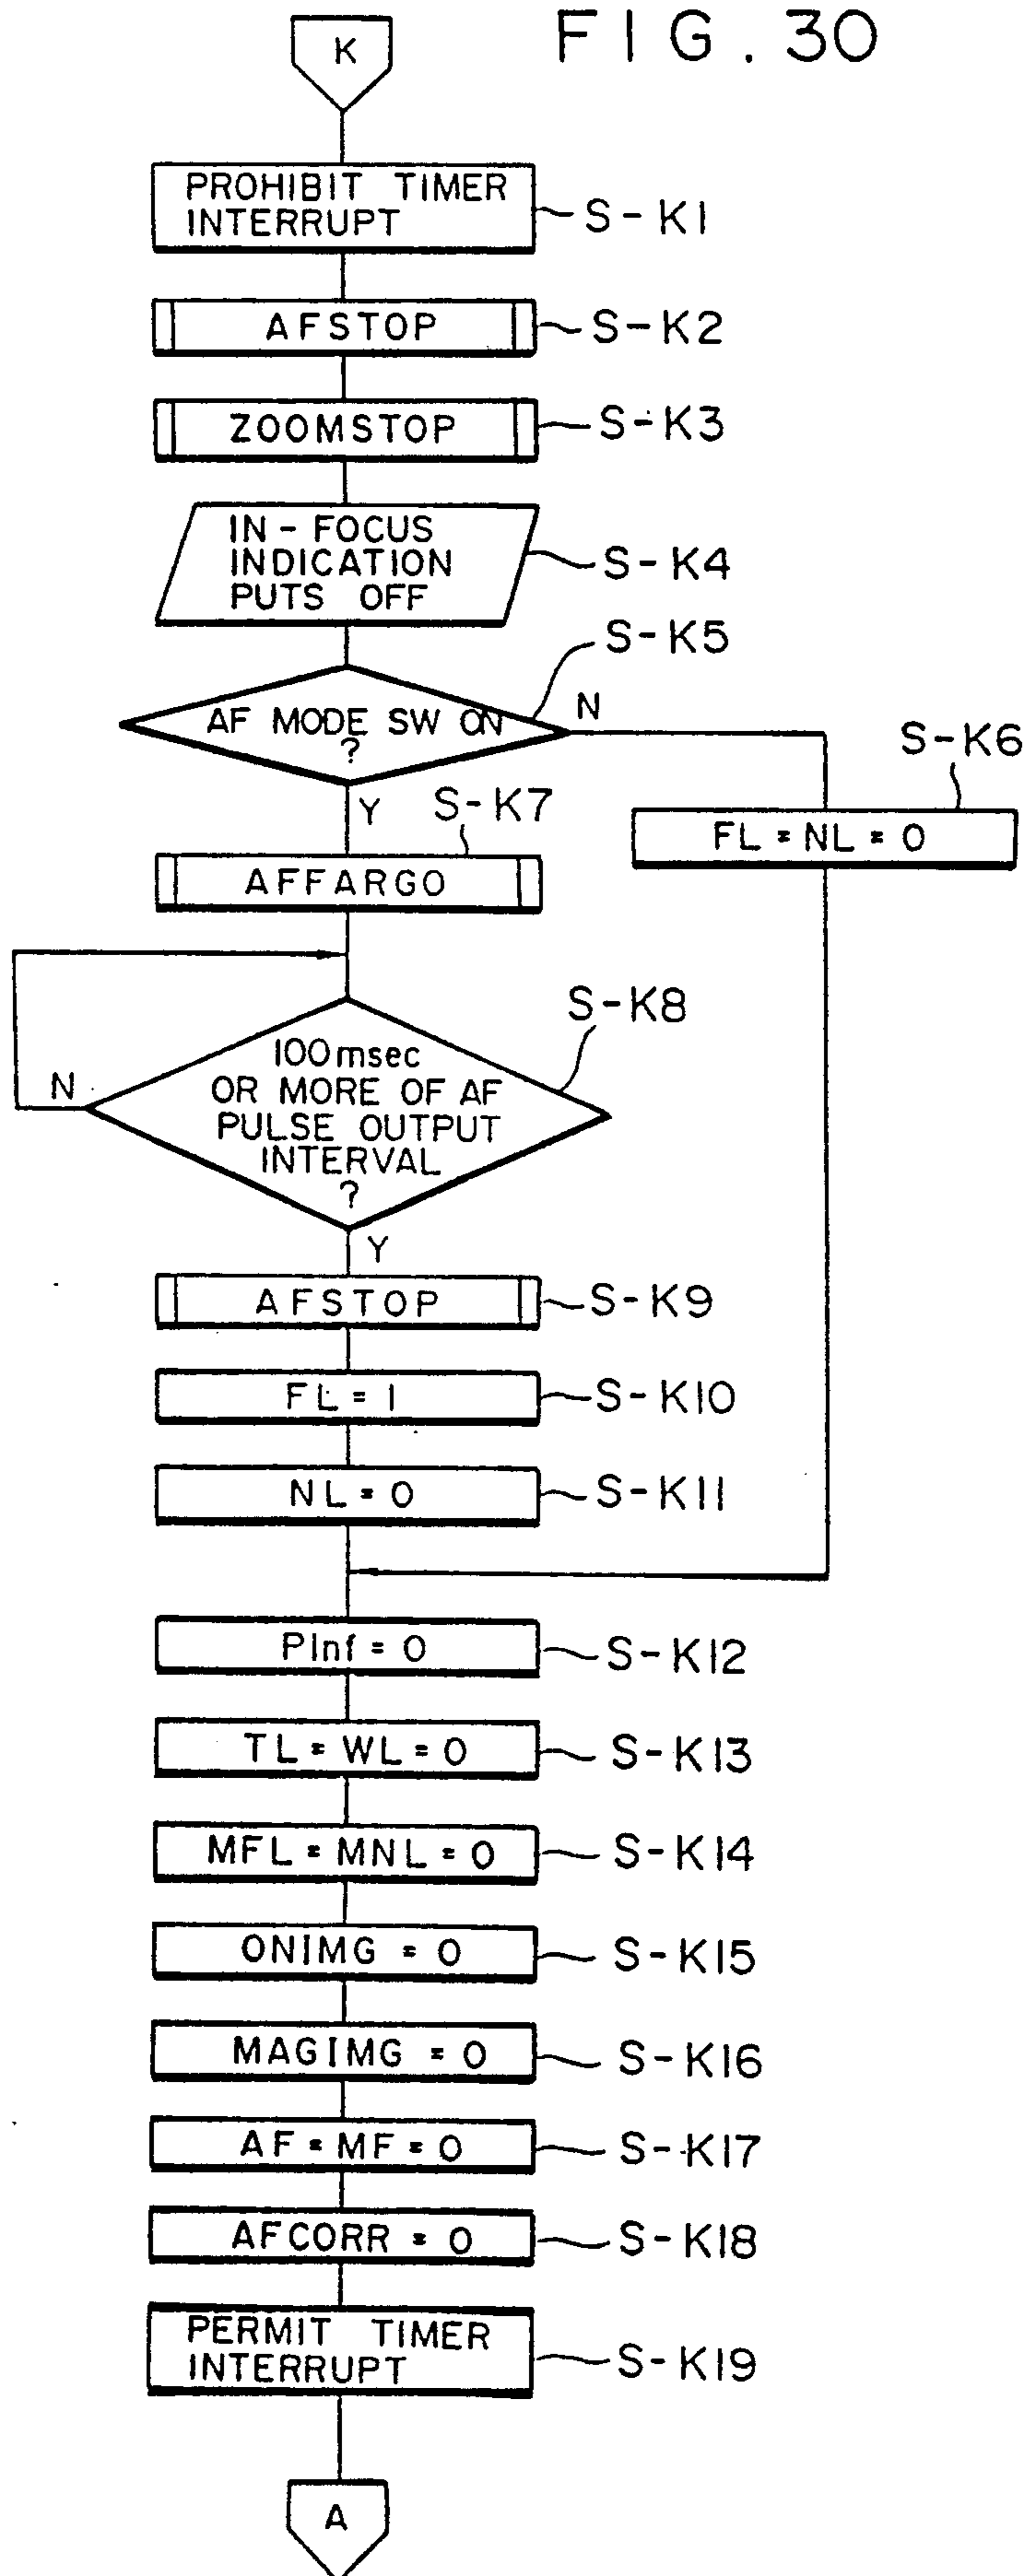 FIG. 30
K
PROHIBIT TIMER
INTERRUPT
S-K1
AFSTOP
S-K2
ZOOMSTOP
S-K3
IN-FOCUS
INDICATION
PUTS OFF
S-K4
S-K5
AF MODE SW ON
?
N
Y
S-K6
FL = NL = 0
S-K7
AFFARGO
S-K8
100msec
OR MORE OF AF
PULSE OUTPUT
INTERVAL
?
N
Y
AFSTOP
S-K9
FL = 1
S-K10
NL = 0
S-K11
PInf = 0
S-K12
TL = WL = 0
S-K13
MFL = MNL = 0
S-K14
ONIMG = 0
S-K15
MAGIMG = 0
S-K16
AF = MF = 0
S-K17
AFCORR = 0
S-K18
PERMIT TIMER
INTERRUPT
S-K19
A